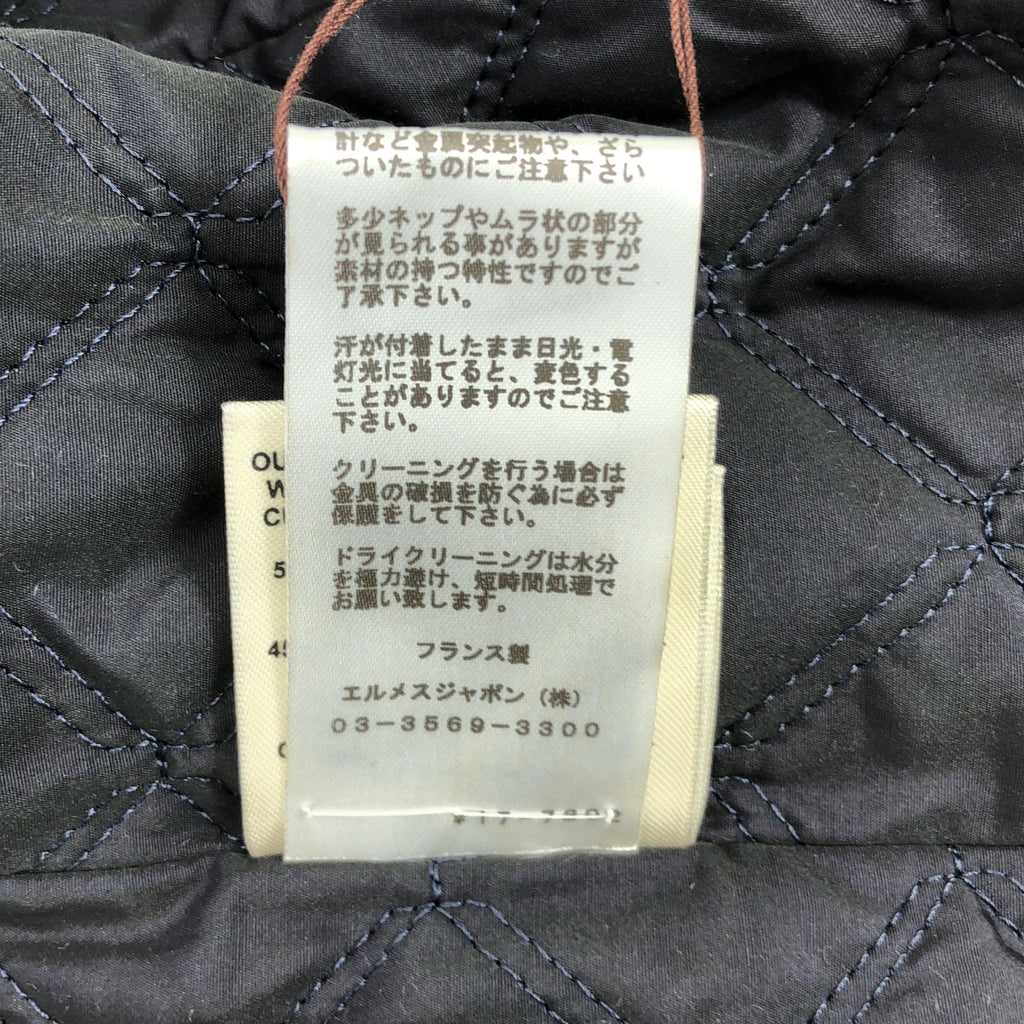 計など金属突起物や、ざら
ついたものにご注意下さい
多少ネップやムラ状の部分
が見られる事がありますが
素材の持つ特性ですのでご
了承下さい。
汗が付着したまま日光・電
灯光に当てると、変色する
ことがありますのでご注意
下さい。
クリーニングを行う場合は
金具の破損を防ぐ為に必ず
保護をして下さい。
ドライクリーニングは水分
を極力避け、短時間処理で
お願い致します。
フランス製
エルメスジャポン（株）
03-3569-3300
OU
W
5
45